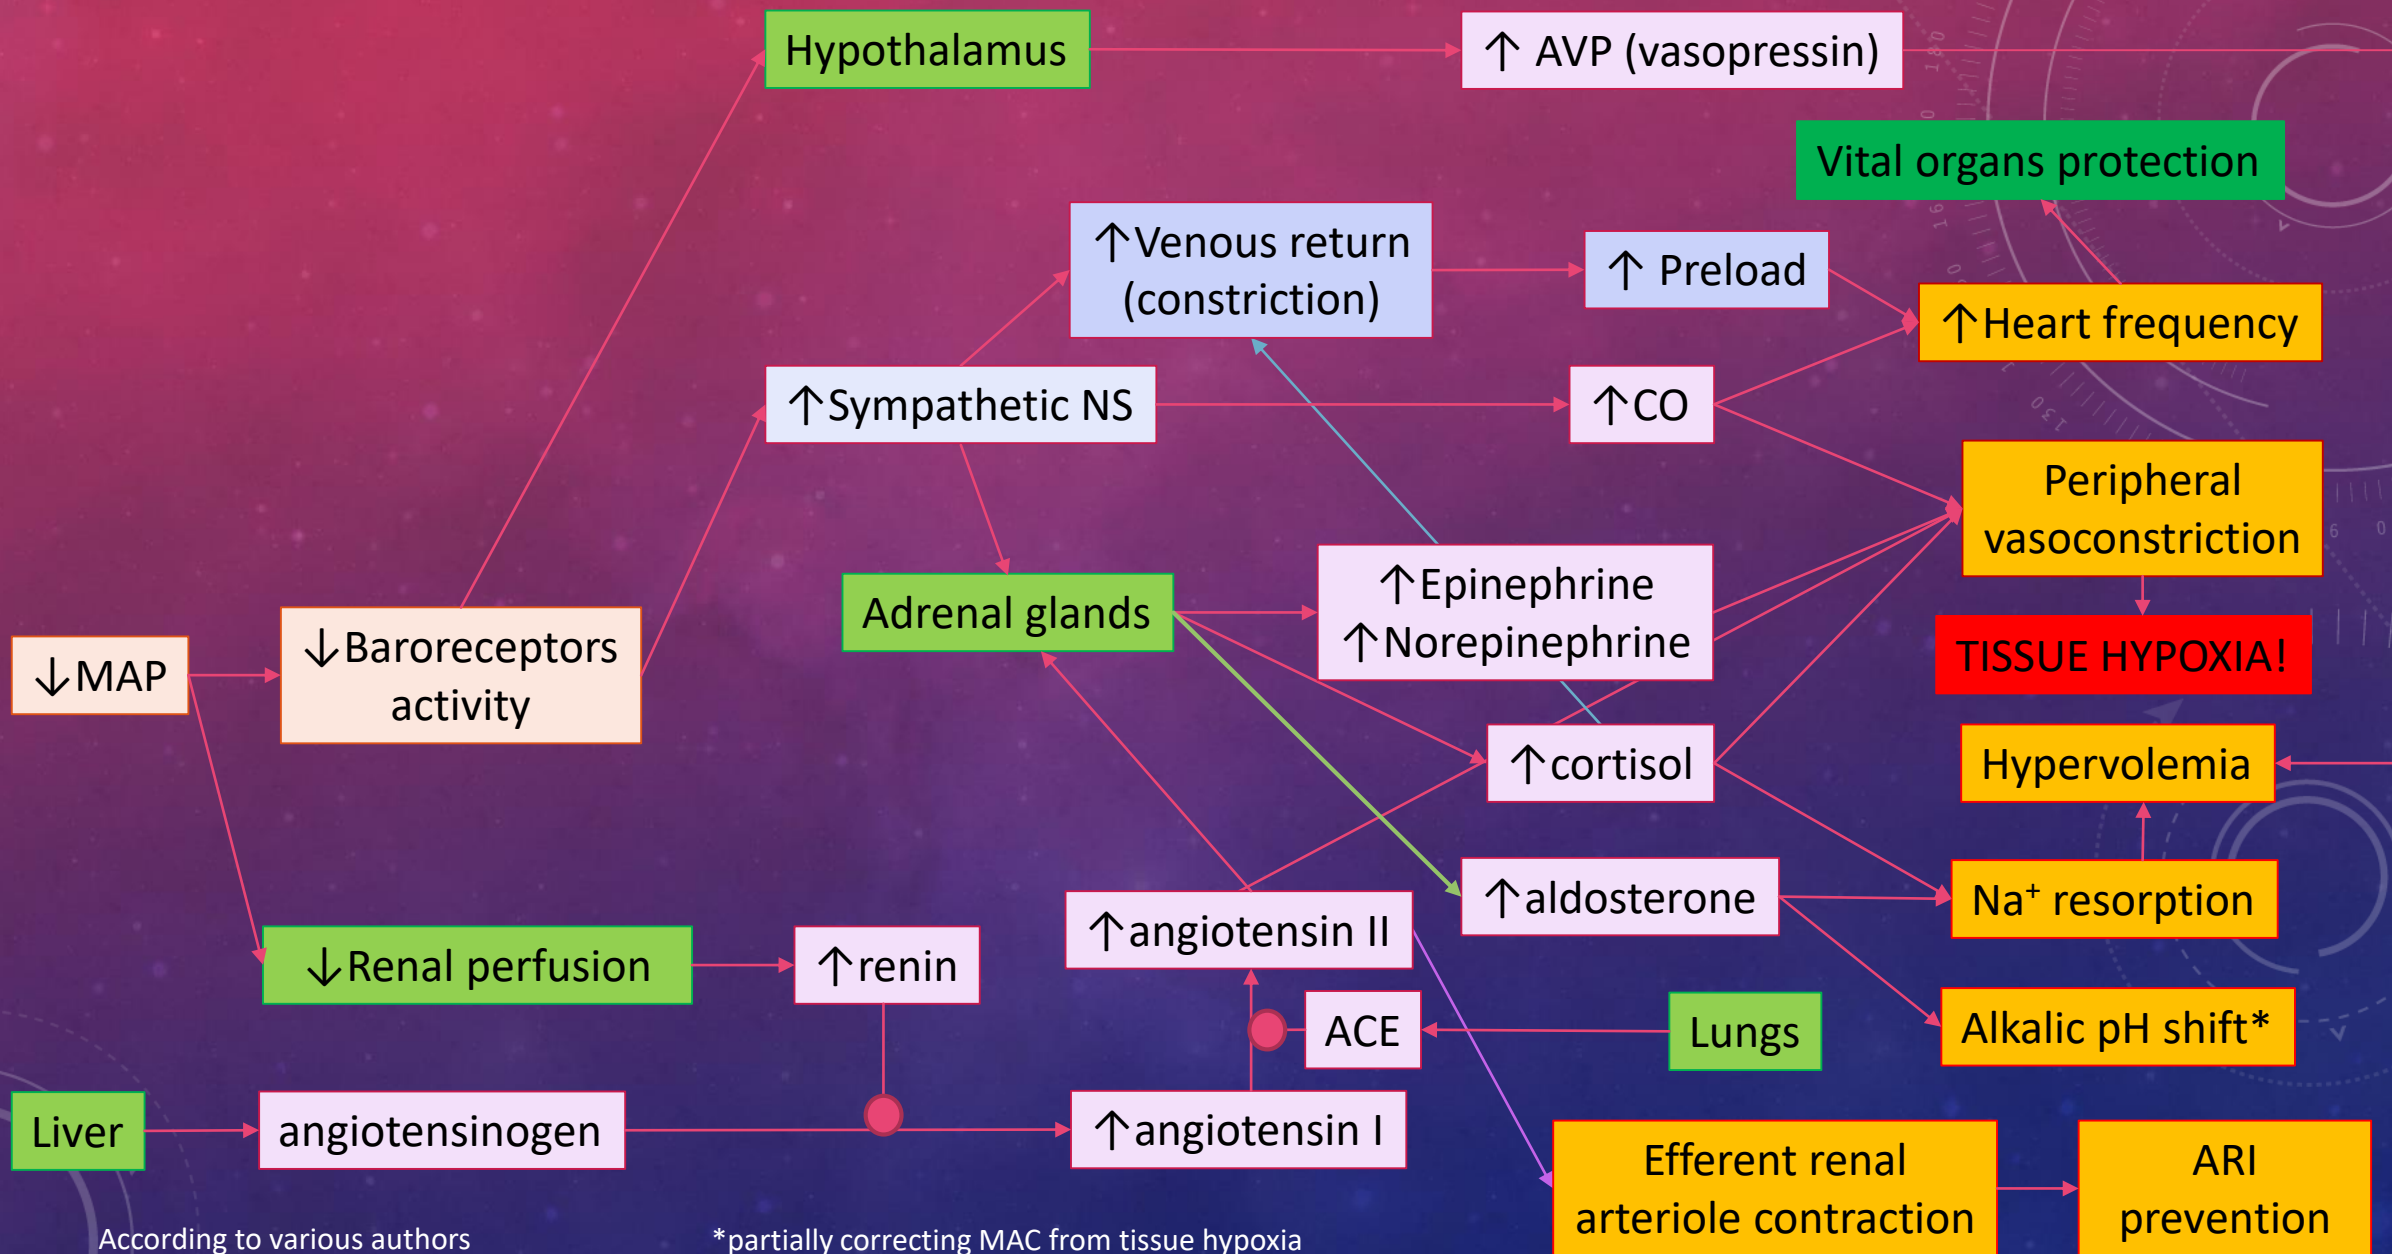 Hypothalamus
↑ AVP (vasopressin)
Vital organs protection
↑Venous return
(constriction)
↑ Preload
↑Heart frequency
↑Sympathetic NS
↑CO
Peripheral
vasoconstriction
↑Epinephrine
↑Norepinephrine
Adrenal glands
↓MAP
↓Baroreceptors
activity
TISSUE HYPOXIA!
↑cortisol
Hypervolemia
↑aldosterone
Na⁺ resorption
↑angiotensin II
↓Renal perfusion
↑renin
ACE
Lungs
Alkalic pH shift*
Liver
angiotensinogen
↑angiotensin I
Efferent renal
arteriole contraction
ARI
prevention
According to various authors
*partially correcting MAC from tissue hypoxia